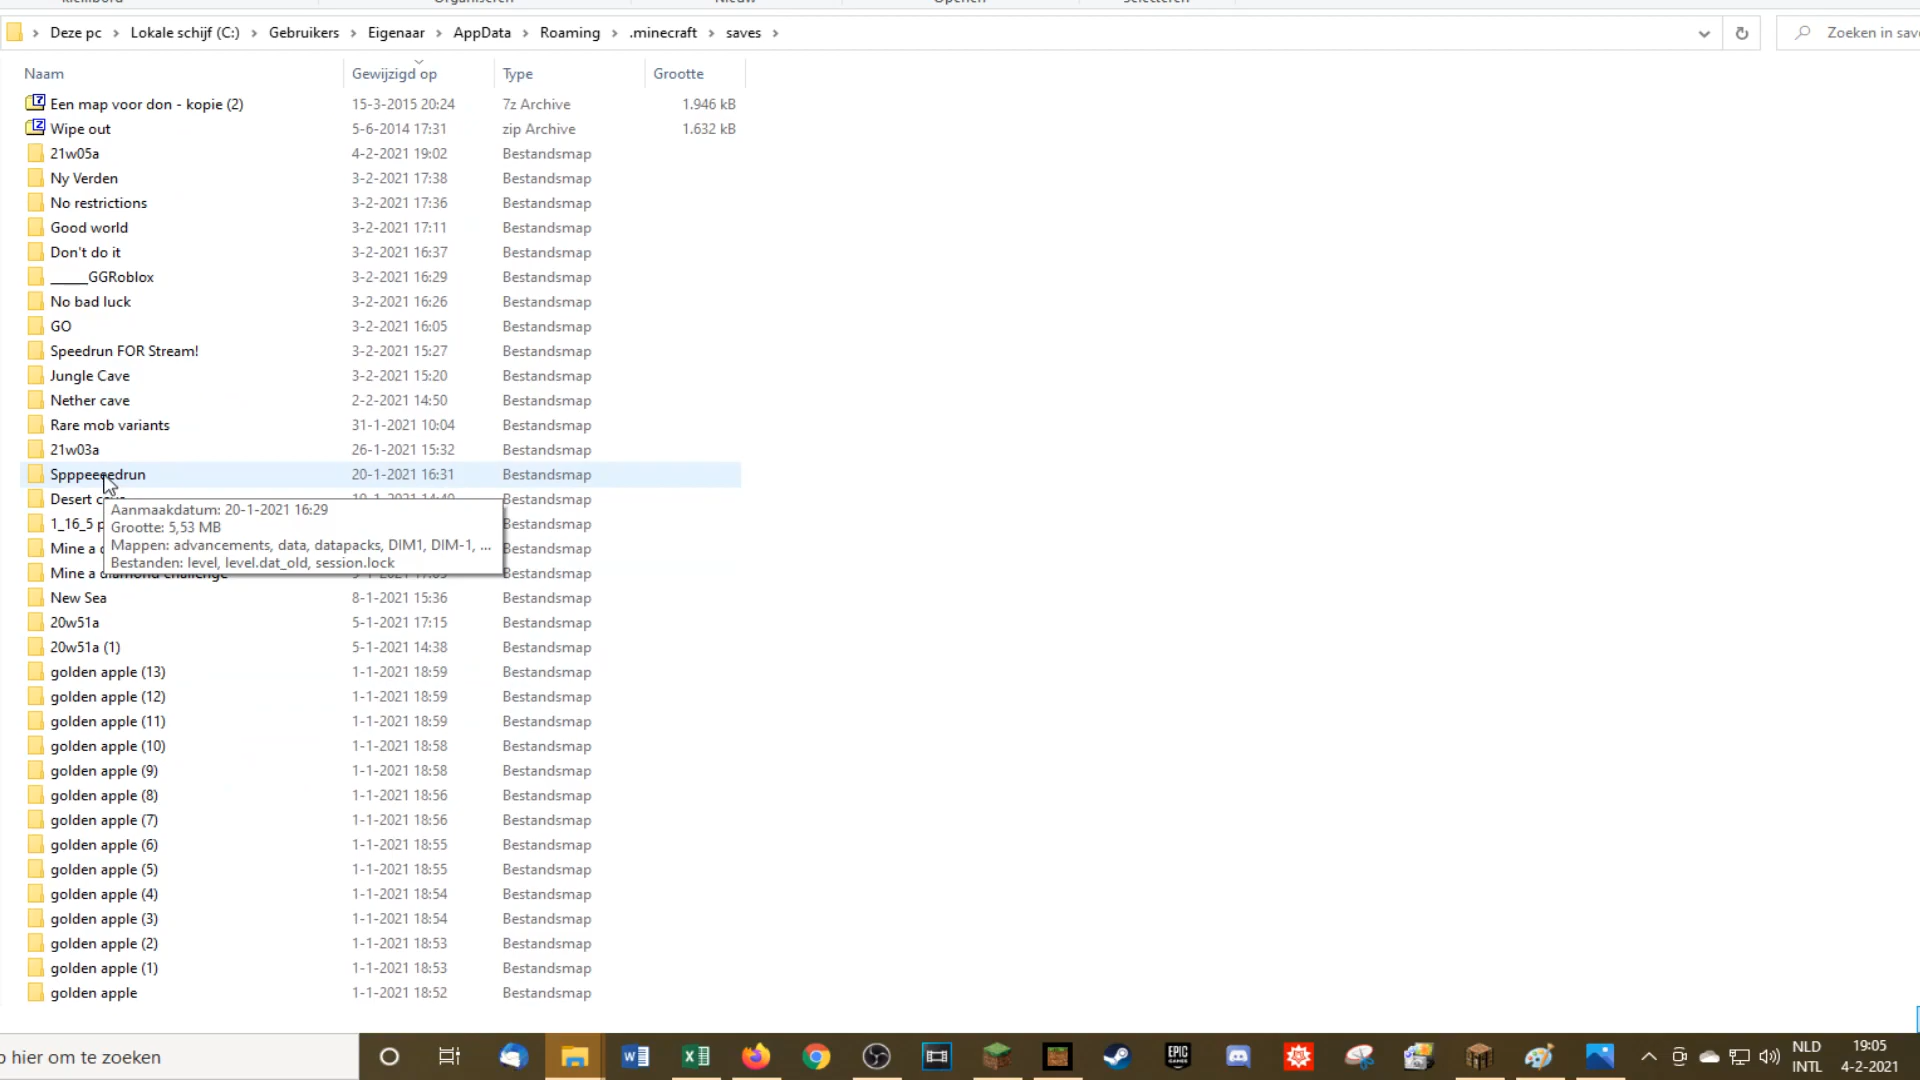 Deze pc > Lokale schijf (C:) > Gebruikers > Eigenaar > AppData > Roaming > .minecraft > saves >
Zoeken in sav
Naam Gewijzigd op Type Grootte
Een map voor don - kopie (2) 15-3-2015 20:24 7z Archive 1.946 kB
Wipe out 5-6-2014 17:31 zip Archive 1.632 kB
21w05a 4-2-2021 19:02 Bestandsmap
Ny Verden 3-2-2021 17:38 Bestandsmap
No restrictions 3-2-2021 17:36 Bestandsmap
Good world 3-2-2021 17:11 Bestandsmap
Don't do it 3-2-2021 16:37 Bestandsmap
_____GGRoblox 3-2-2021 16:29 Bestandsmap
No bad luck 3-2-2021 16:26 Bestandsmap
GO 3-2-2021 16:05 Bestandsmap
Speedrun FOR Stream! 3-2-2021 15:27 Bestandsmap
Jungle Cave 3-2-2021 15:20 Bestandsmap
Nether cave 2-2-2021 14:50 Bestandsmap
Rare mob variants 31-1-2021 10:04 Bestandsmap
21w03a 26-1-2021 15:32 Bestandsmap
Spppeeeedrun 20-1-2021 16:31 Bestandsmap
Desert Bestandsmap
Aanmaakdatum: 20-1-2021 16:29
Grootte: 5,53 MB
Mappen: advancements, data, datapacks, DIM1, DIM-1, ...
Bestanden: level, level.dat_old, session.lock
1_16_5 p Bestandsmap
Mine a Bestandsmap
Mine a diamond challenge Bestandsmap
New Sea 8-1-2021 15:36 Bestandsmap
20w51a 5-1-2021 17:15 Bestandsmap
20w51a (1) 5-1-2021 14:38 Bestandsmap
golden apple (13) 1-1-2021 18:59 Bestandsmap
golden apple (12) 1-1-2021 18:59 Bestandsmap
golden apple (11) 1-1-2021 18:59 Bestandsmap
golden apple (10) 1-1-2021 18:58 Bestandsmap
golden apple (9) 1-1-2021 18:58 Bestandsmap
golden apple (8) 1-1-2021 18:56 Bestandsmap
golden apple (7) 1-1-2021 18:56 Bestandsmap
golden apple (6) 1-1-2021 18:55 Bestandsmap
golden apple (5) 1-1-2021 18:55 Bestandsmap
golden apple (4) 1-1-2021 18:54 Bestandsmap
golden apple (3) 1-1-2021 18:54 Bestandsmap
golden apple (2) 1-1-2021 18:53 Bestandsmap
golden apple (1) 1-1-2021 18:53 Bestandsmap
golden apple 1-1-2021 18:52 Bestandsmap
hier om te zoeken
EPIC GAMES
NLD 19:05
INTL 4-2-2021